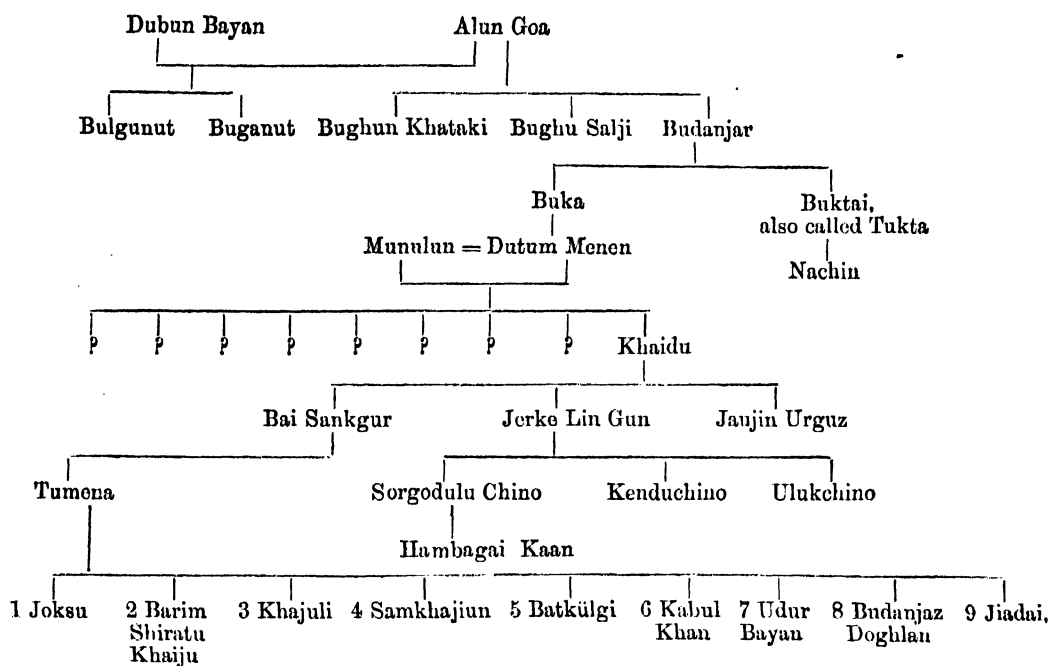 Dubun Bayan Alun Goa
Bulgunut Buganut Bughun Khataki Bughu Salji Budanjar
Buka Buktai,
also called Tukta
Munulun = Dutum Menen
Nachin
? ? ? ? ? ? ? ? Khaidu
Bai Sankgur Jerke Lin Gun Jaujin Urguz
Tumena Sorgodulu Chino Kenduchino Ulukchino
Hambagai Kaan
1 Joksu 2 Barim 3 Khajuli 4 Samkhajiun 5 Batkülgi 6 Kabul 7 Udur 8 Budanjaz 9 Jiadai,
Shiratu Khan Bayan Doghlan
Khaiju